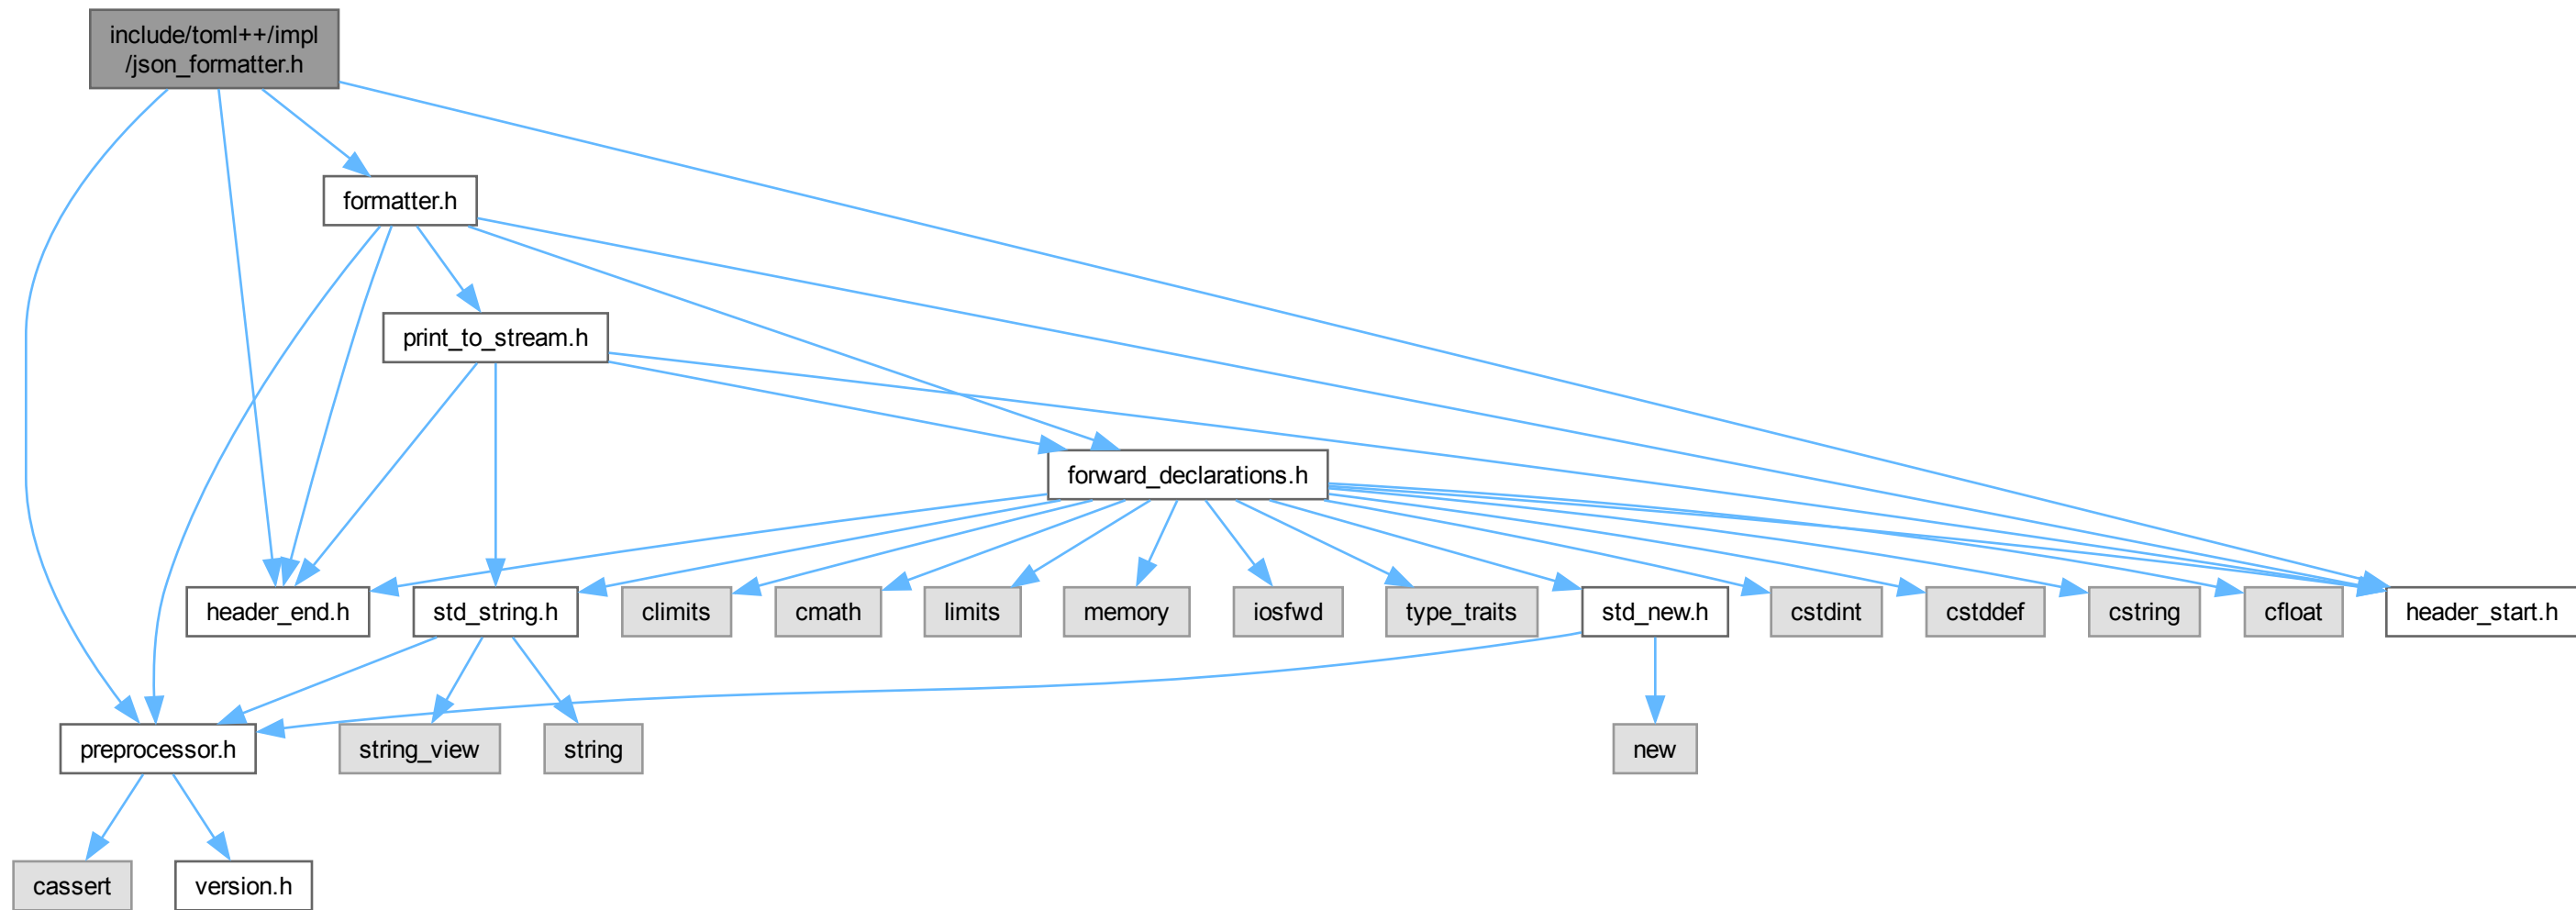 include/toml++/impl
/json_formatter.h
formatter.h
print_to_stream.h
forward_declarations.h
header_end.h
std_string.h
climits
cmath
limits
memory
iosfwd
type_traits
std_new.h
cstdint
cstddef
cstring
cfloat
header_start.h
preprocessor.h
string_view
string
new
cassert
version.h